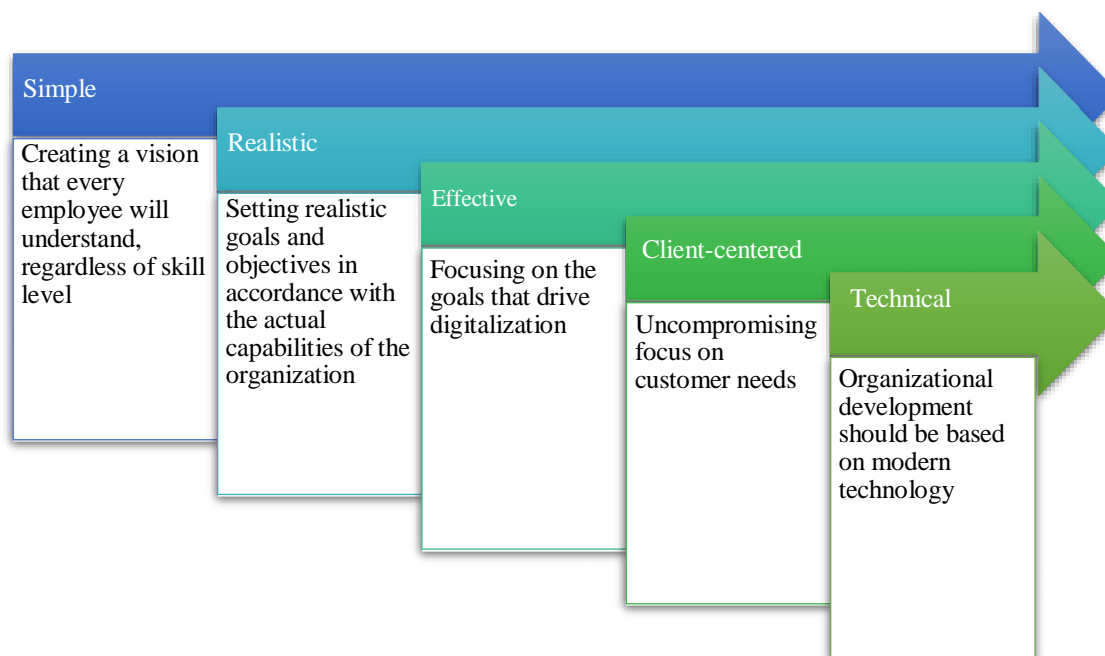 Simple
Creating a vision
that every
employee will
understand,
regardless of skill
level
Realistic
Setting realistic
goals and
objectives in
accordance with
the actual
capabilities of the
organization
Effective
Focusing on the
goals that drive
digitalization
Client-centered
Uncompromising
focus on
customer needs
Technical
Organizational
development
should be based
on modern
technology